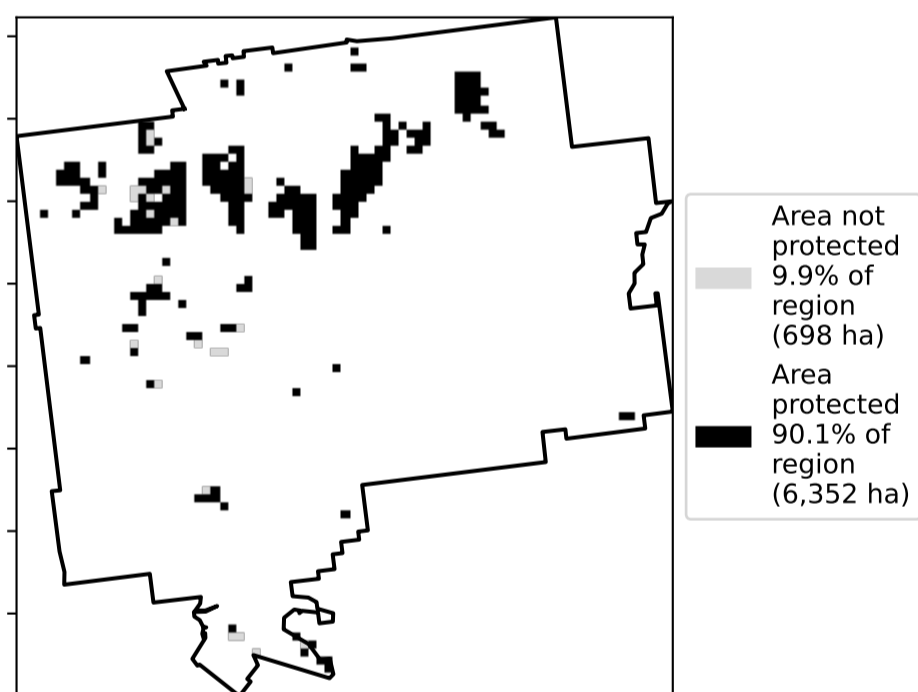 Area not
protected
9.9% of
region
(698 ha)
Area
protected
90.1% of
region
(6,352 ha)